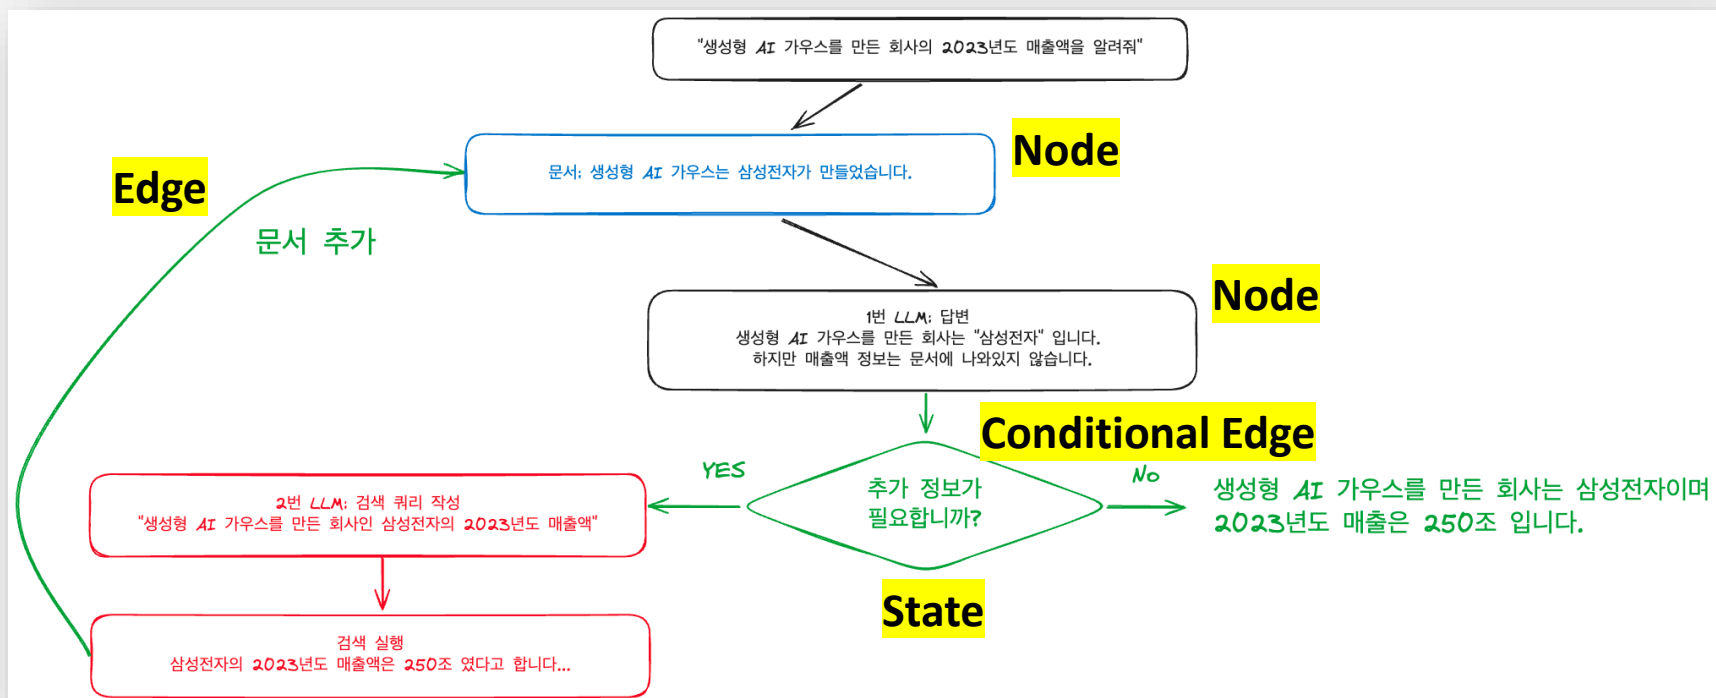 "생성형 AI 가우스를 만든 회사의 2023년도 매출액을 알려줘"
Node
문서: 생성형 AI 가우스는 삼성전자가 만들었습니다.
Edge
문서 추가
Node
1번 LLM: 답변
생성형 AI 가우스를 만든 회사는 "삼성전자" 입니다.
하지만 매출액 정보는 문서에 나와있지 않습니다.
Conditional Edge
YES
추가 정보가
필요합니까?
NO
생성형 AI 가우스를 만든 회사는 삼성전자이며
2023년도 매출은 250조 입니다.
2번 LLM: 검색 쿼리 작성
"생성형 AI 가우스를 만든 회사인 삼성전자의 2023년도 매출액"
State
검색 실행
삼성전자의 2023년도 매출액은 250조 였다고 합니다...